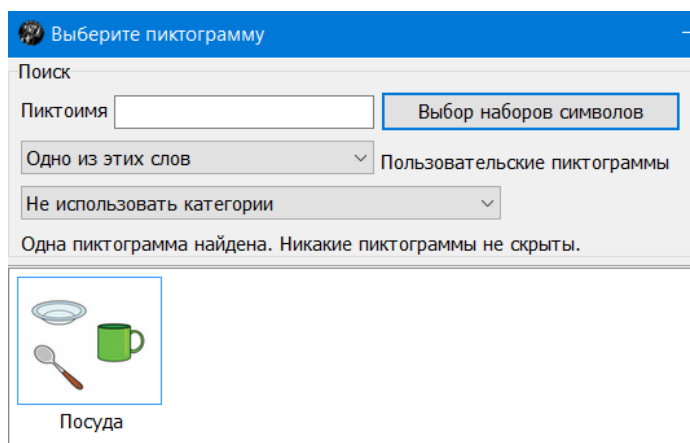 Выберите пиктограмму
Поиск
Пиктоимя
Выбор наборов символов
Одно из этих слов
Пользовательские пиктограммы
Не использовать категории
Одна пиктограмма найдена. Никакие пиктограммы не скрыты.
Посуда